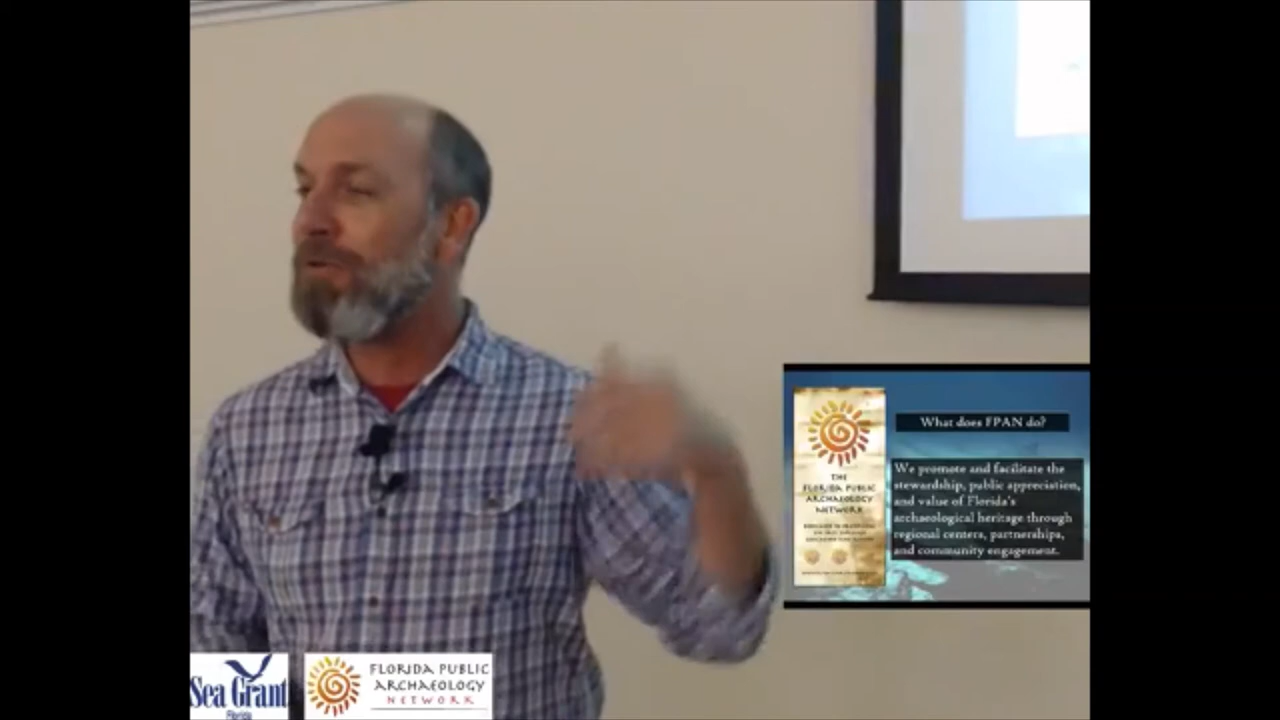 What does FPAN do?
THE
FLORIDA PUBLIC
ARCHAEOLOGY
NETWORK
We promote and facilitate the
stewardship, public appreciation,
and value of Florida's
archaeological heritage through
regional centers, partnerships,
and community engagement.
Sea Grant
Florida
FLORIDA PUBLIC
ARCHAEOLOGY
NETWORK